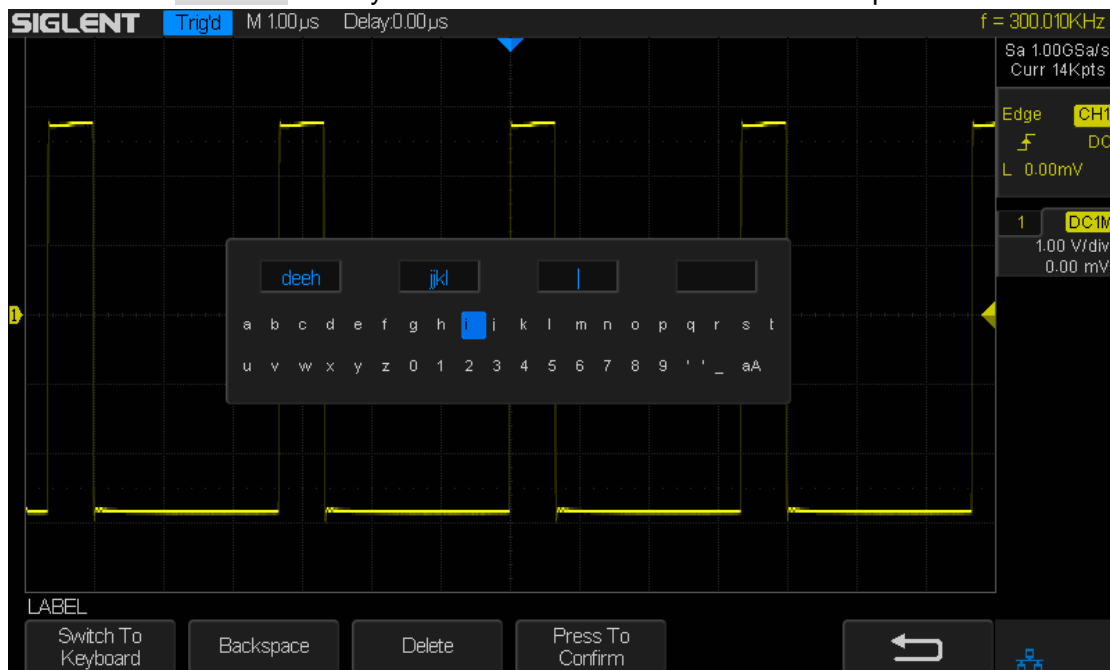 SIGLENT Trig'd M 1.00µs Delay:0.00µs f = 300.010KHz
Sa 1.00GSa/s
Curr 14Kpts
Edge CH1
DC
L 0.00mV
1 DC1M
1.00 V/div
0.00 mV
deeh jjkl
a b c d e f g h i j k l m n o p q r s t
1
u v w x y z 0 1 2 3 4 5 6 7 8 9 ' ' _ aA
LABEL
Switch To Keyboard
Backspace
Delete
Press To Confirm